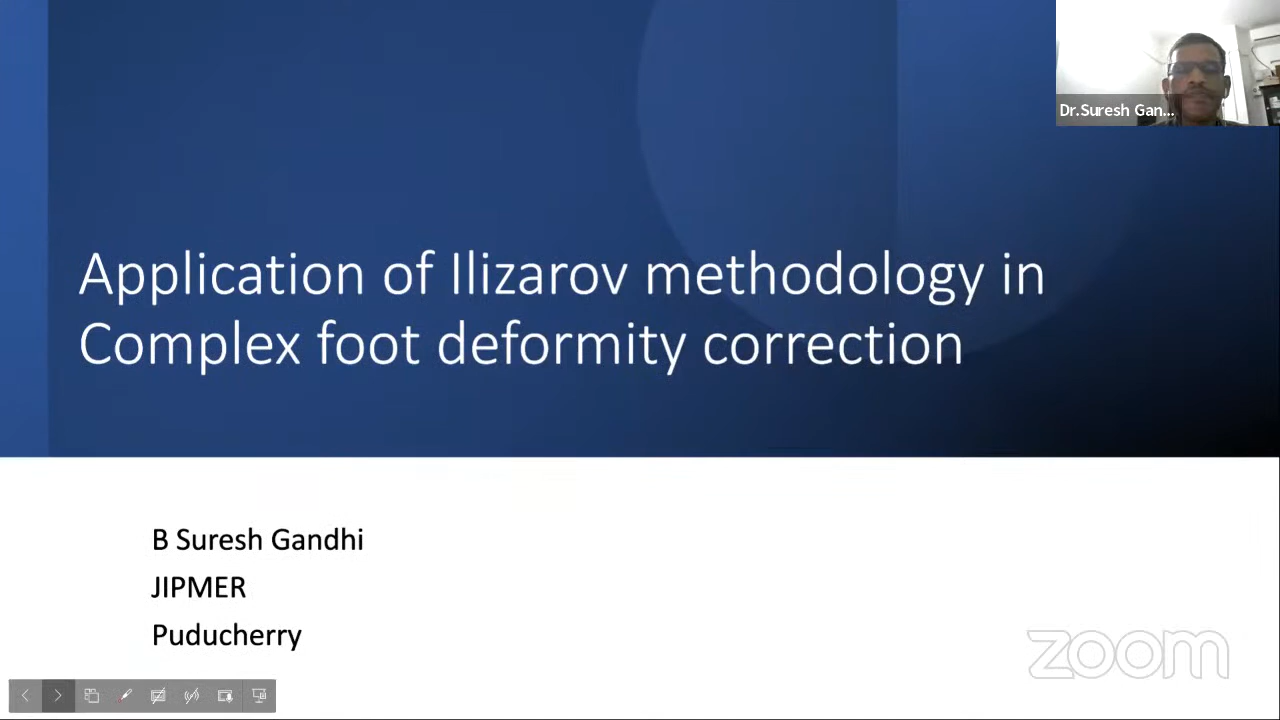 Dr.Suresh Gan...
Application of Ilizarov methodology in
Complex foot deformity correction
B Suresh Gandhi
JIPMER
Puducherry
zoom